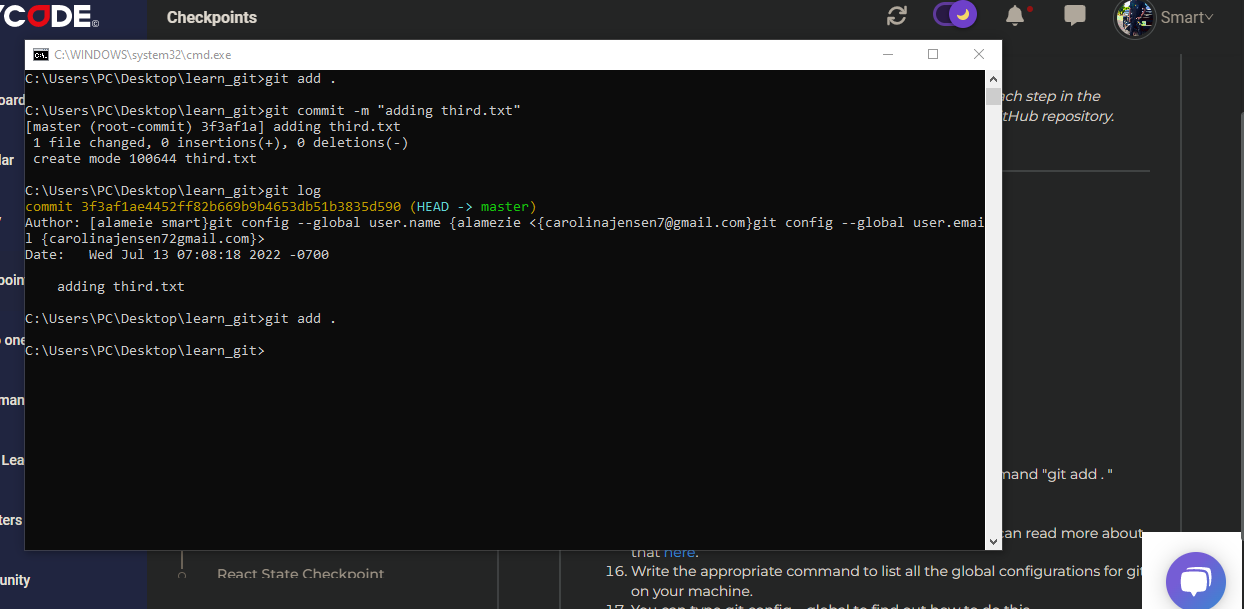 YCODE©
Checkpoints
Smart
C:\WINDOWS\system32\cmd.exe
C:\Users\PC\Desktop\learn_git>git add .
C:\Users\PC\Desktop\learn_git>git commit -m "adding third.txt"
[master (root-commit) 3f3af1a] adding third.txt
1 file changed, 0 insertions(+), 0 deletions(-)
create mode 100644 third.txt
C:\Users\PC\Desktop\learn_git>git log
commit 3f3af1ae4452ff82b669b9b4653db51b3835d590 (HEAD -> master)
Author: [alameie smart}git config --global user.name {alamezie <{carolinajensen7@gmail.com}git config --global user.emai
l {carolinajensen72gmail.com}>
Date:   Wed Jul 13 07:08:18 2022 -0700
adding third.txt
C:\Users\PC\Desktop\learn_git>git add .
C:\Users\PC\Desktop\learn_git>
oard
lar
point
one
man
Lea
ters
unity
ach step in the
tHub repository.
mand "git add . "
can read more about
that here.
16. Write the appropriate command to list all the global configurations for git
on your machine.
17. You can type git config --global to find out how to do this
React State Checkpoint